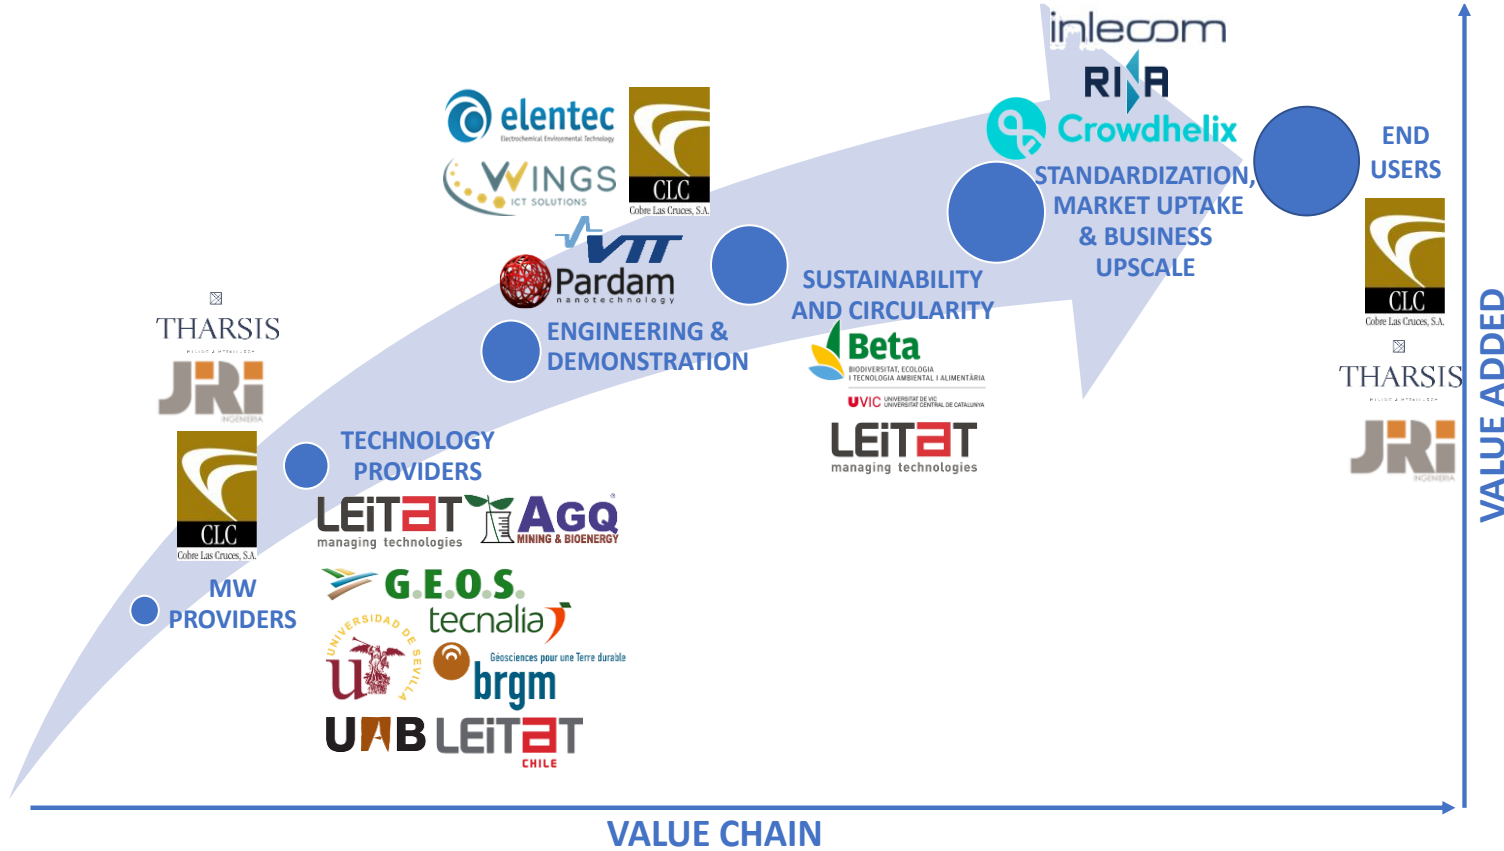 inlecom
RINA
Crowdhelix
elentec
Electrochemical Environmental Technology
WINGS
ICT SOLUTIONS
CLC
Cobre Las Cruces, S.A.
END
USERS
STANDARDIZATION,
MARKET UPTAKE
& BUSINESS
UPSCALE
CLC
Cobre Las Cruces, S.A.
VTT
Pardam
nanotechnology
SUSTAINABILITY
AND CIRCULARITY
ENGINEERING &
DEMONSTRATION
Beta
BIODIVERSITAT, ECOLOGIA
I TECNOLOGIA AMBIENTAL I ALIMENTÀRIA
UVIC UNIVERSITAT DE VIC
UNIVERSITAT CENTRAL DE CATALUNYA
LEITAT
managing technologies
THARSIS
JRi
INGENIERIA
THARSIS
JRi
INGENIERIA
VALUE ADDED
CLC
Cobre Las Cruces, S.A.
TECHNOLOGY
PROVIDERS
LEITAT
managing technologies
AGQ
MINING & BIOENERGY
MW
PROVIDERS
G.E.O.S.
tecnalia
UNIVERSIDAD DE SEVILLA
Géosciences pour une Terre durable
brgm
UAB
LEITAT
CHILE
VALUE CHAIN